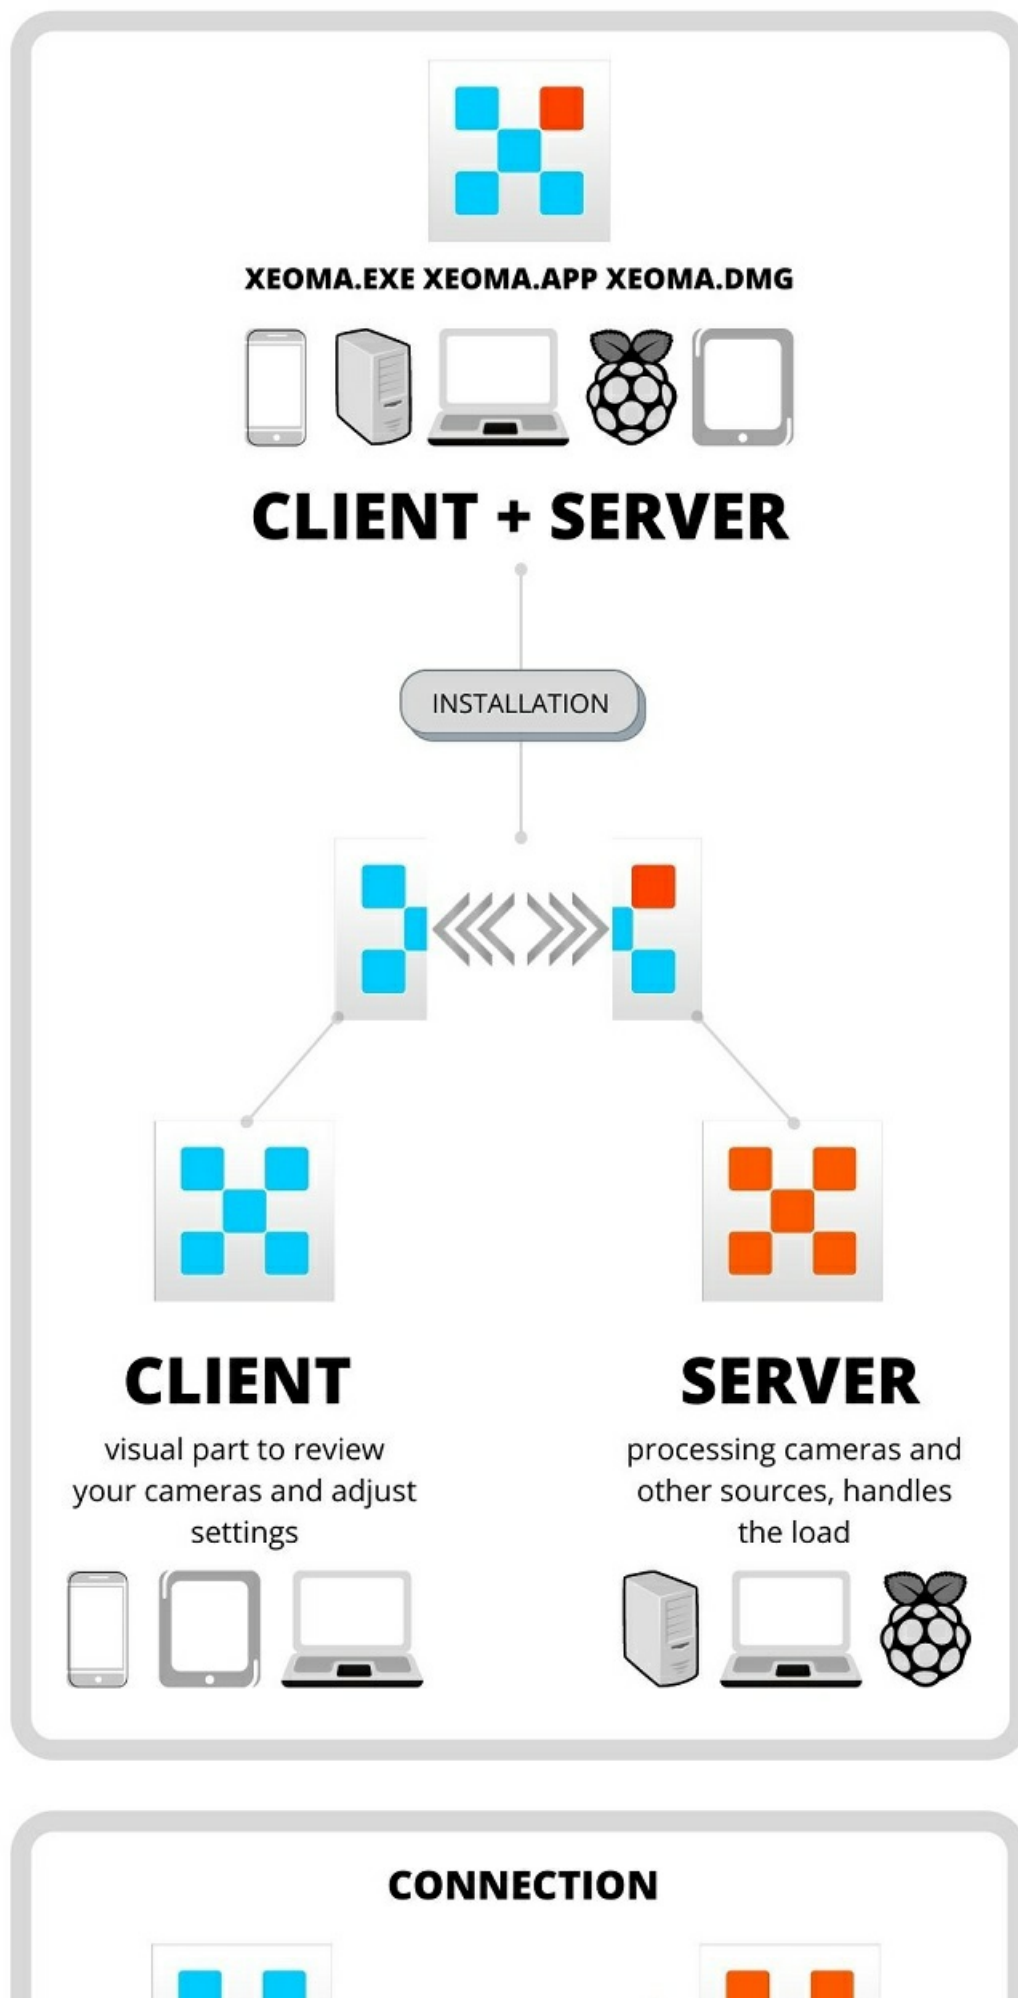 XEOMA.EXE XEOMA.APP XEOMA.DMG
CLIENT + SERVER
INSTALLATION
CLIENT
visual part to review
your cameras and adjust
settings
SERVER
processing cameras and
other sources, handles
the load
CONNECTION